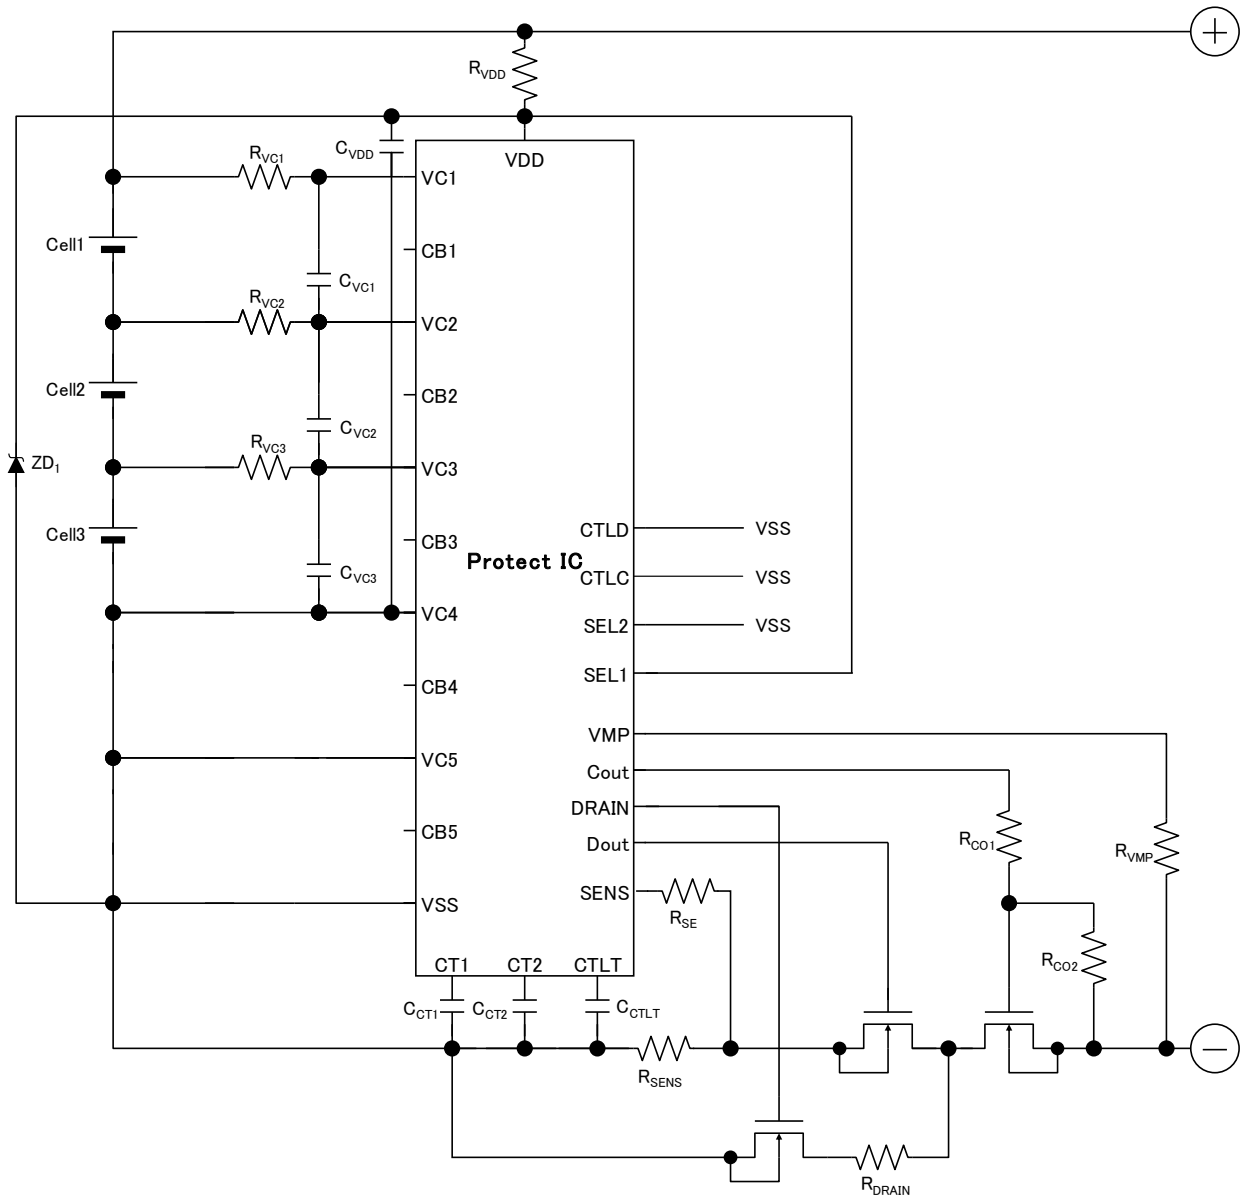 +
R_VDD
C_VDD
VDD
R_VC1
VC1
Cell1
CB1
C_VC1
R_VC2
VC2
Cell2
CB2
C_VC2
R_VC3
VC3
ZD_1
Cell3
CB3
C_VC3
Protect IC
CTLD
VSS
CTLC
VSS
VC4
SEL2
VSS
SEL1
CB4
VMP
VC5
Cout
DRAIN
CB5
Dout
R_CO1
R_VMP
SENS
R_SE
VSS
R_CO2
CT1
CT2
CTLT
C_CT1
C_CT2
C_CTLT
R_SENS
−
R_DRAIN